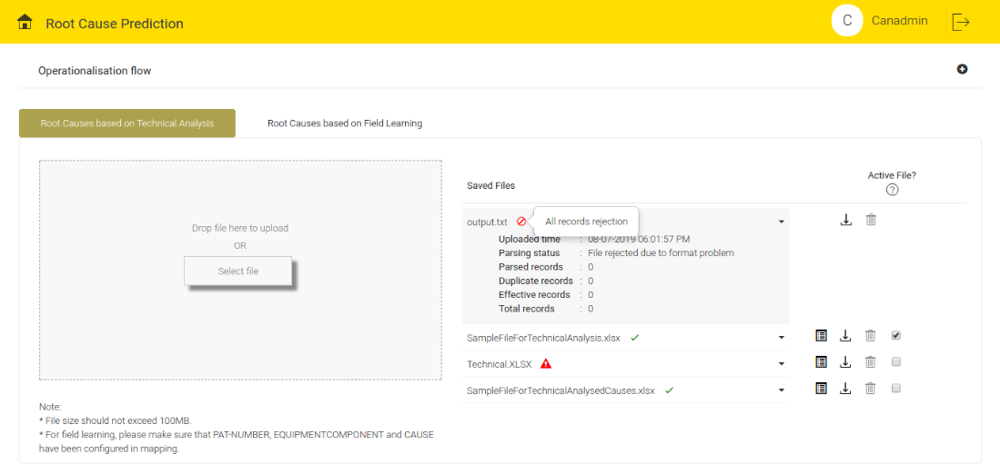 Root Cause Prediction
C
Canadmin
Operationalisation flow
Root Causes based on Technical Analysis
Root Causes based on Field Learning
Drop file here to upload
OR
Select file
Note:
* File size should not exceed 100MB.
* For field learning, please make sure that PAT-NUMBER, EQUIPMENTCOMPONENT and CAUSE
have been configured in mapping.
Saved Files
Active File?
?
output.txt
All records rejection
Uploaded time : 08-07-2019 06:01:57 PM
Parsing status : File rejected due to format problem
Parsed records : 0
Duplicate records : 0
Effective records : 0
Total records : 0
SampleFileForTechnicalAnalysis.xlsx
Technical.XLSX
SampleFileForTechnicalAnalysedCauses.xlsx